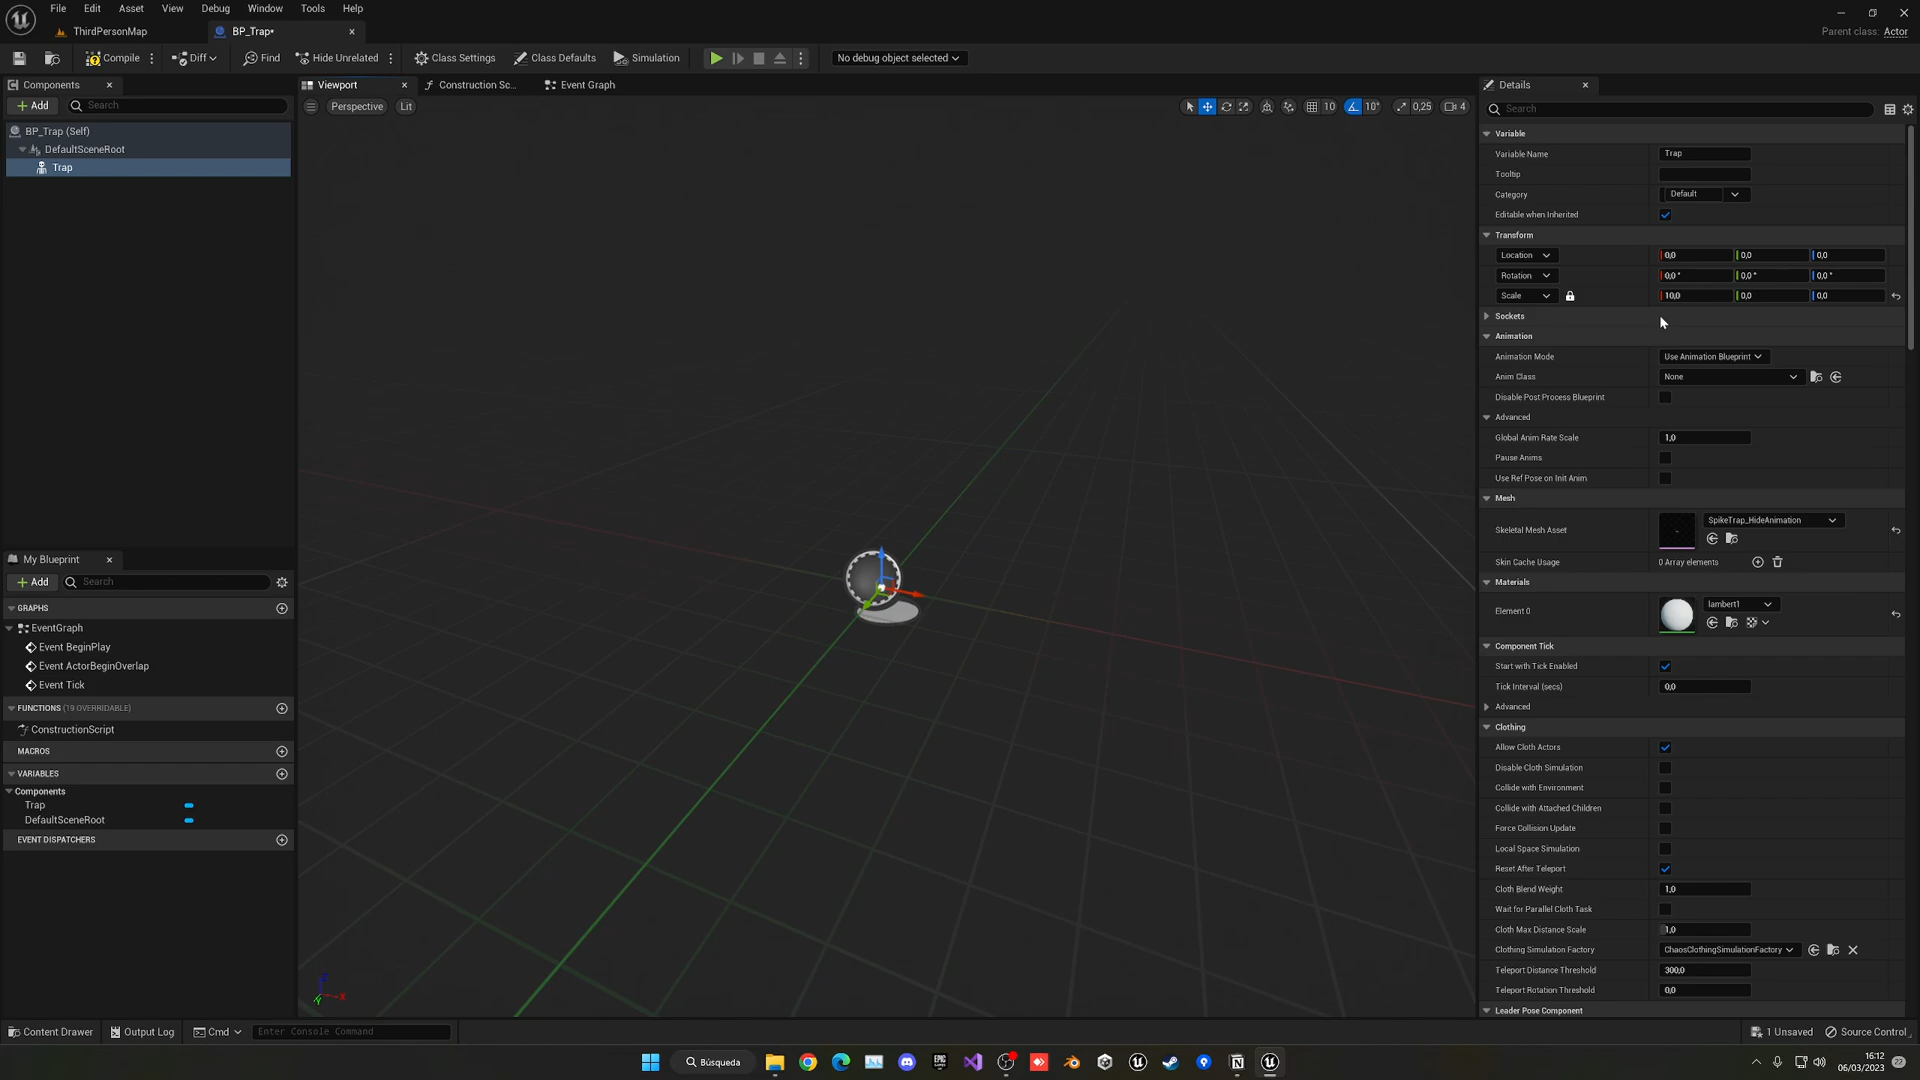 File Edit Asset View Debug Window Tools Help
ThirdPersonMap BP_Trap*
Parent class: Actor
Compile Diff Find Hide Unrelated Class Settings Class Defaults Simulation No debug object selected
Components
Add Search
BP_Trap (Self)
DefaultSceneRoot
Trap
Viewport Construction Sc... Event Graph
Perspective Lit 10 10° 0,25 4
My Blueprint
Add Search
GRAPHS
EventGraph
Event BeginPlay
Event ActorBeginOverlap
Event Tick
FUNCTIONS (19 OVERRIDABLE)
ConstructionScript
MACROS
VARIABLES
Components
Trap
DefaultSceneRoot
EVENT DISPATCHERS
Z X Y
Details
Search
Variable
Variable Name Trap
Tooltip
Category Default
Editable when Inherited
Transform
Location 0,0 0,0 0,0
Rotation 0,0 ° 0,0 ° 0,0 °
Scale 10,0 0,0 0,0
Sockets
Animation
Animation Mode Use Animation Blueprint
Anim Class None
Disable Post Process Blueprint
Advanced
Global Anim Rate Scale 1,0
Pause Anims
Use Ref Pose on Init Anim
Mesh
Skeletal Mesh Asset SpikeTrap_HideAnimation
Skin Cache Usage 0 Array elements
Materials
Element 0 lambert1
Component Tick
Start with Tick Enabled
Tick Interval (secs) 0,0
Advanced
Clothing
Allow Cloth Actors
Disable Cloth Simulation
Collide with Environment
Collide with Attached Children
Force Collision Update
Local Space Simulation
Reset After Teleport
Cloth Blend Weight 1,0
Wait for Parallel Cloth Task
Cloth Max Distance Scale 1,0
Clothing Simulation Factory ChaosClothingSimulationFactory
Teleport Distance Threshold 300,0
Teleport Rotation Threshold 0,0
Leader Pose Component
Content Drawer Output Log Cmd Enter Console Command 1 Unsaved Source Control
Búsqueda
16:12
06/03/2023